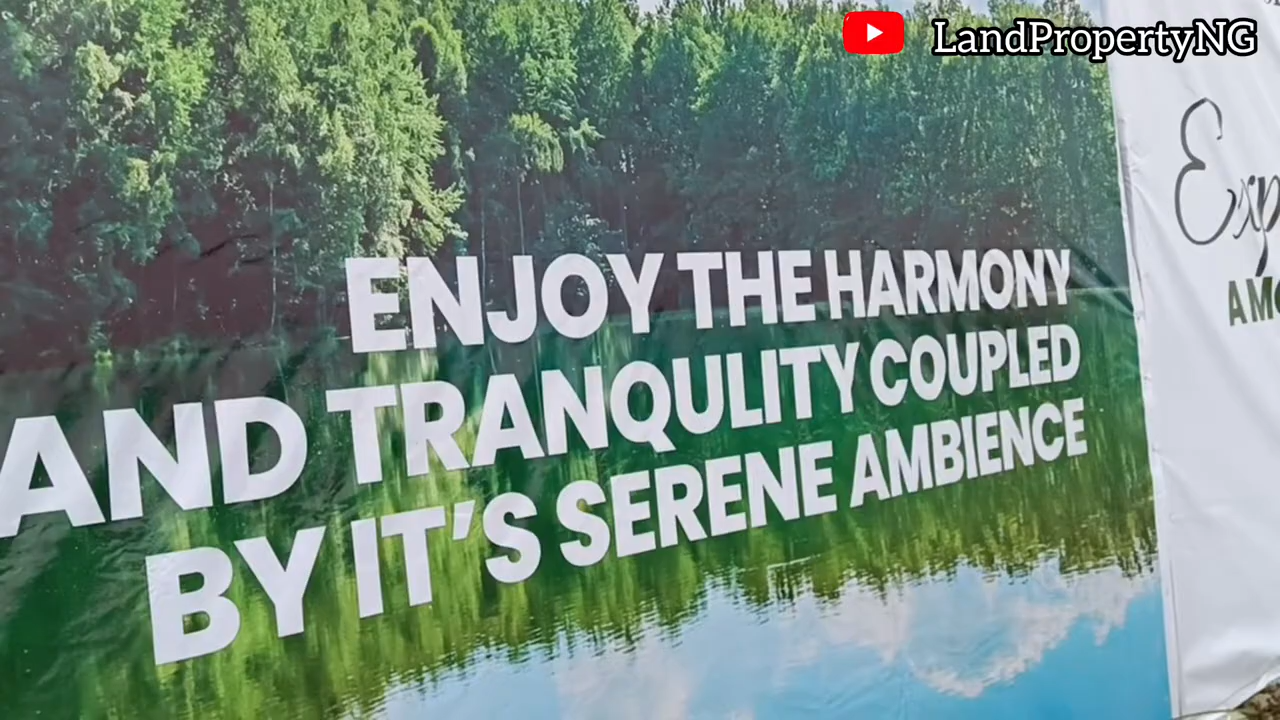 LandPropertyNG
ENJOY THE HARMONY
AND TRANQULITY COUPLED
BY IT'S SERENE AMBIENCE